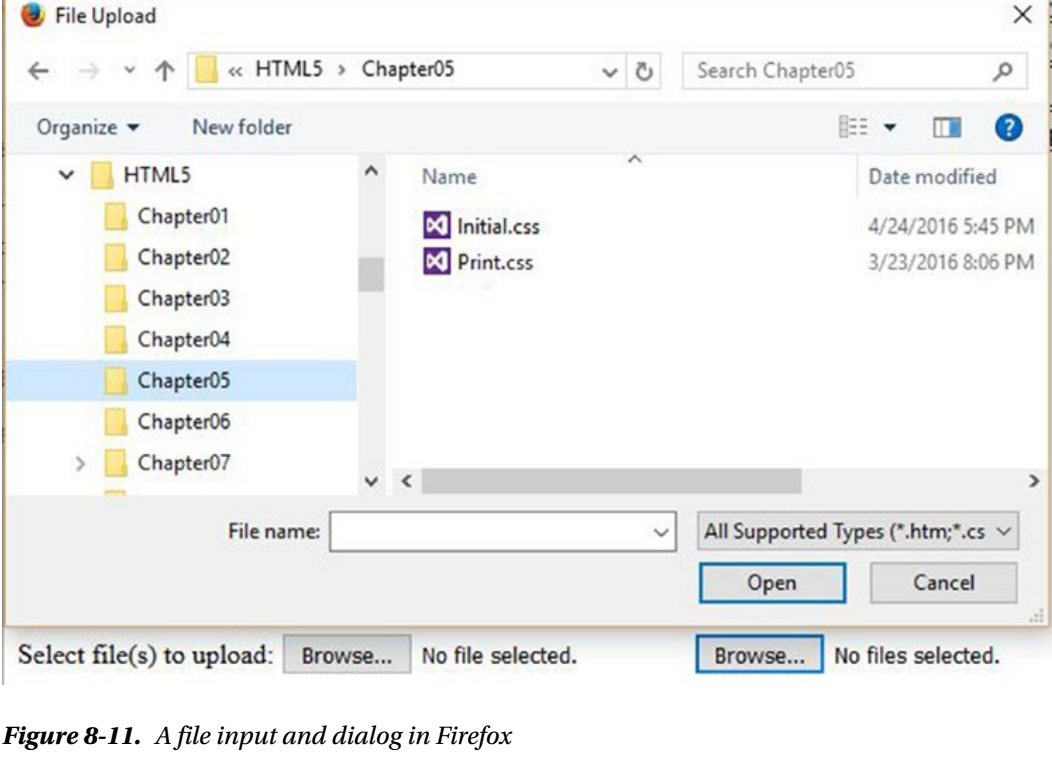 File Upload
« HTML5 › Chapter05
Search Chapter05
Organize
New folder
HTML5
Chapter01
Chapter02
Chapter03
Chapter04
Chapter05
Chapter06
Chapter07
Name
Date modified
Initial.css
4/24/2016 5:45 PM
Print.css
3/23/2016 8:06 PM
File name:
All Supported Types (*.htm;*.cs
Open
Cancel
Select file(s) to upload: Browse... No file selected.
Browse... No files selected.
Figure 8-11. A file input and dialog in Firefox